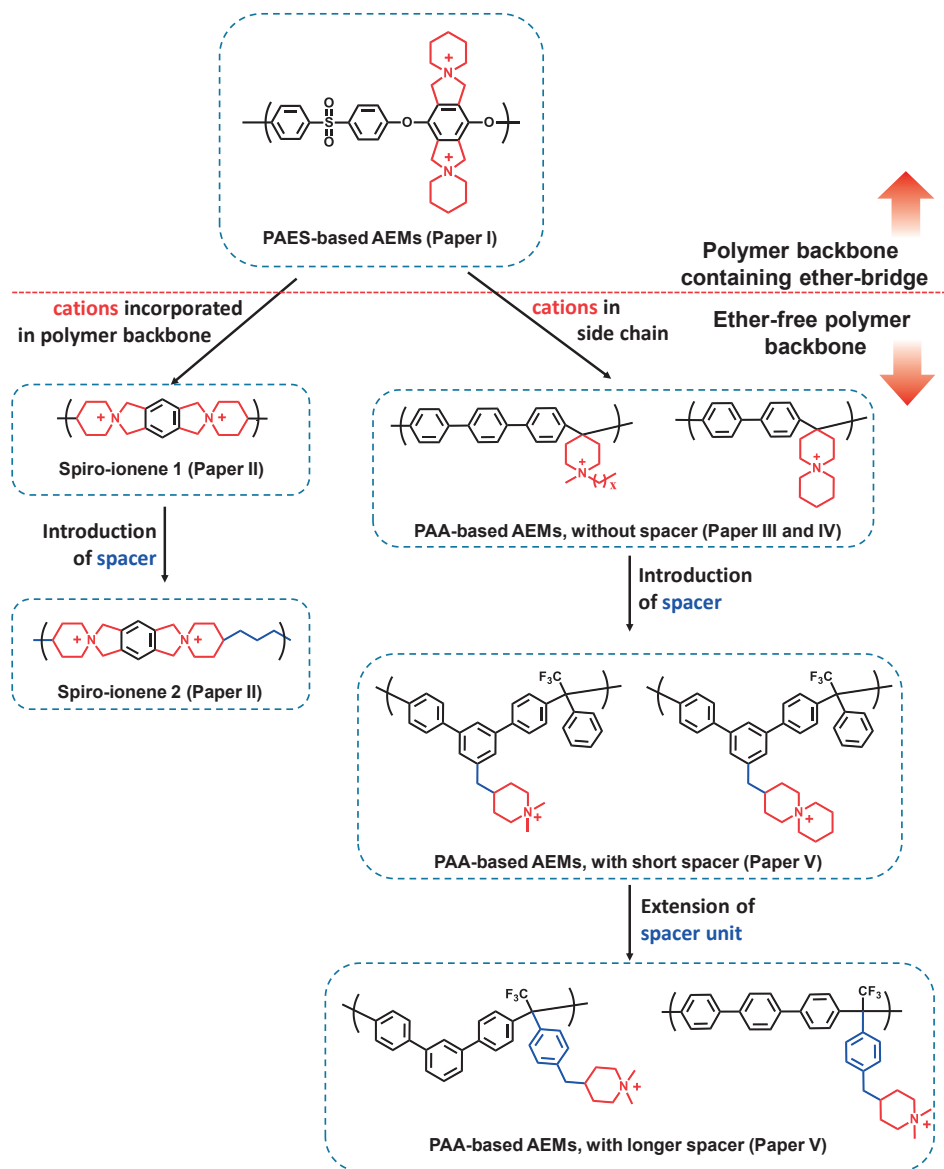 N
+
O
S
O
O
O
+
N
PAES-based AEMs (Paper I)
Polymer backbone
containing ether-bridge
cations incorporated
in polymer backbone
cations in
side chain
Ether-free polymer
backbone
+
N
N
+
Spiro-ionene 1 (Paper II)
+
N
x
+
N
PAA-based AEMs, without spacer (Paper III and IV)
Introduction
of spacer
Introduction
of spacer
+
N
N
+
Spiro-ionene 2 (Paper II)
F3C
N
+
F3C
N
+
PAA-based AEMs, with short spacer (Paper V)
Extension of
spacer unit
F3C
N
+
CF3
N
+
PAA-based AEMs, with longer spacer (Paper V)